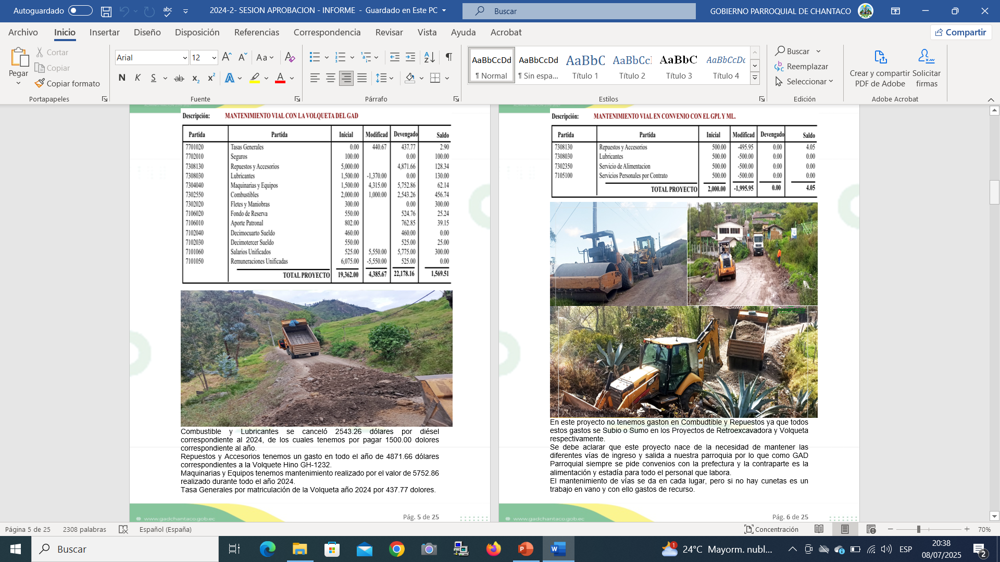 Autoguardado
2024-2- SESION APROBACION - INFORME - Guardado en Este PC
Buscar
GOBIERNO PARROQUIAL DE CHANTACO
Archivo Inicio Insertar Diseño Disposición Referencias Correspondencia Revisar Vista Ayuda Acrobat
Compartir
Pegar
Cortar
Copiar
Copiar formato
Portapapeles
Arial 12
N K S ab x₂ x² A A
Fuente
Párrafo
AaBbCcDd AaBbCcDd AaBbC AaBbCcI AaBbC AaBbCcDc
¶ Normal ¶ Sin espa... Título 1 Título 2 Título 3 Título 4
Estilos
Buscar
Reemplazar
Seleccionar
Edición
Crear y compartir PDF de Adobe
Solicitar firmas
Adobe Acrobat
Descripción: MANTENIMIENTO VIAL CON LA VOLQUETA DEL GAD
Partida Partida Inicial Modificad Devengado Saldo
7701020 Tasas Generales 0.00 440.67 437.77 2.90
7702010 Seguros 100.00 0.00 100.00
7308130 Repuestos y Accesorios 5,000.00 4,871.66 128.34
7308030 Lubricantes 1,500.00 -1,370.00 0.00 130.00
7304040 Maquinarias y Equipos 1,500.00 4,315.00 5,752.86 62.14
7302550 Combustibles 2,000.00 1,000.00 2,543.26 456.74
7302020 Fletes y Maniobras 300.00 0.00 300.00
7106020 Fondo de Reserva 550.00 524.76 25.24
7106010 Aporte Patronal 802.00 762.85 39.15
7102040 Decimocuarto Sueldo 460.00 460.00 0.00
7102030 Decimotercer Sueldo 550.00 525.00 25.00
7101060 Salarios Unificados 525.00 5,550.00 5,775.00 300.00
7101050 Remuneraciones Unificadas 6,075.00 -5,550.00 525.00 0.00
TOTAL PROYECTO 19,362.00 4,385.67 22,178.16 1,569.51
Combustible y Lubricantes se canceló 2543.26 dólares por diésel
correspondiente al 2024, de los cuales tenemos por pagar 1500.00 dolores
correspondiente al año.
Repuestos y Accesorios tenemos un gasto en todo el año de 4871.66 dólares
correspondientes a la Volquete Hino GH-1232.
Maquinarias y Equipos tenemos mantenimiento realizado por el valor de 5752.86
realizado durante todo el año 2024.
Tasa Generales por matriculación de la Volqueta año 2024 por 437.77 dolores.
www.gadchantaco.gob.ec
Pág. 5 de 25
Descripción: MANTENIMIENTO VIAL EN CONVENIO CON EL GPL Y ML.
Partida Partida Inicial Modificad Devengado Saldo
7308130 Repuestos y Accesorios 500.00 -495.95 0.00 4.05
7308030 Lubricantes 500.00 -500.00 0.00 0.00
7302350 Servicio de Alimentacion 500.00 -500.00 0.00 0.00
7105100 Servicios Personales por Contrato 500.00 -500.00 0.00 0.00
TOTAL PROYECTO 2,000.00 -1,995.95 0.00 4.05
En este proyecto no tenemos gaston en Combudtible y Repuestos ya que todos
estos gastos se Subio o Sumo en los Proyectos de Retroexcavadora y Volqueta
respectivamente.
Se debe aclarar que este proyecto nace de la necesidad de mantener las
diferentes vías de ingreso y salida a nuestra parroquia por lo que como GAD
Parroquial siempre se pide convenios con la prefectura y la contraparte es la
alimentación y estadía para todo el personal que labora.
El mantenimiento de vías se da en cada lugar, pero si no hay cunetas es un
trabajo en vano y con ello gastos de recurso.
www.gadchantaco.gob.ec
Pág. 6 de 25
Página 5 de 25 2308 palabras Español (España)
Concentración
70%
Buscar
24°C Mayorm. nubl...
ESP
20:38
08/07/2025